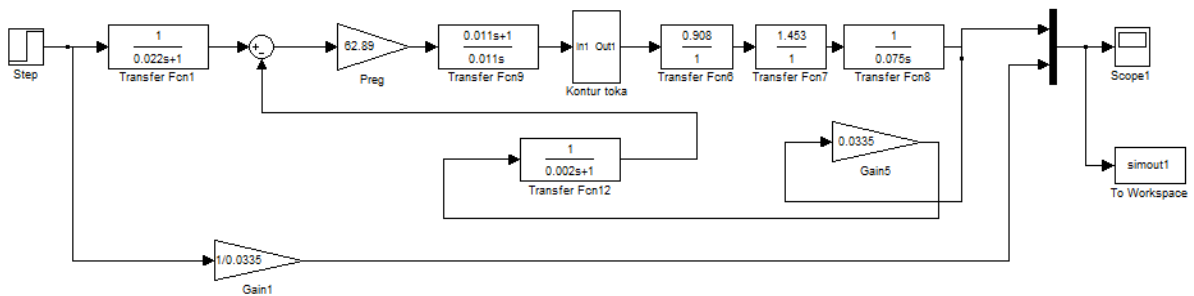 Step
1
0.022s+1
Transfer Fcn1
+
-
62.89
Preg
0.011s+1
0.011s
Transfer Fcn9
In1 Out1
Kontur toka
0.908
1
Transfer Fcn6
1.453
1
Transfer Fcn7
1
0.075s
Transfer Fcn8
Scope1
1
0.002s+1
Transfer Fcn12
0.0335
Gain5
simout1
To Workspace
1/0.0335
Gain1